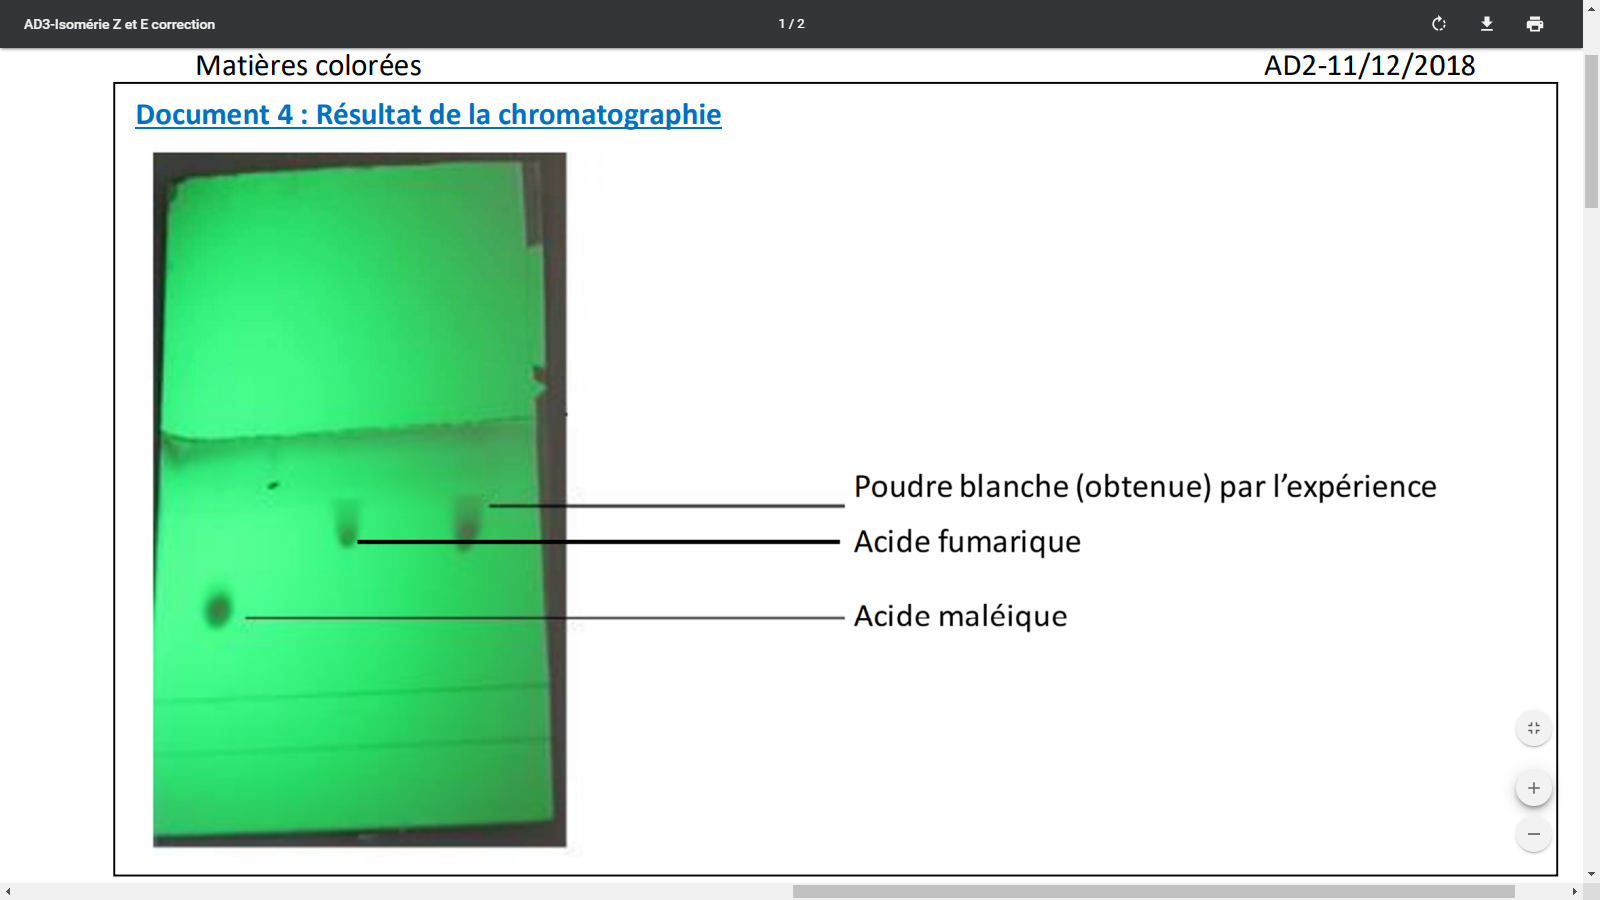 AD3-Isomérie Z et E correction
1 / 2
Matières colorées
AD2-11/12/2018
Document 4 : Résultat de la chromatographie
Poudre blanche (obtenue) par l’expérience
Acide fumarique
Acide maléique